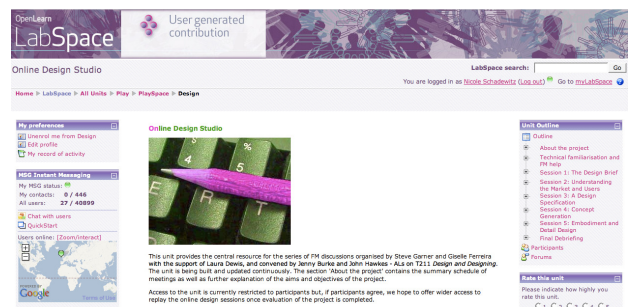 OpenLearn
LabSpace
User generated
contribution
Online Design Studio
LabSpace search:
Go
You are logged in as Nicole Schadewitz (Log out) Go to myLabSpace
Home ▶ LabSpace ▶ All Units ▶ Play ▶ PlaySpace ▶ Design
My preferences
Unenrol me from Design
Edit profile
My record of activity
MSG Instant Messaging
My MSG status:
My contacts: 0 / 446
All users: 27 / 40899
Chat with users
QuickStart
Users online: [Zoom/interact]
POWERED BY
Google
Terms of Use
Online Design Studio
%
4
5
E
R
T
This unit provides the central resource for the series of FM discussions organised by Steve Garner and Giselle Ferreira
with the support of Laura Dewis, and convened by Jenny Burke and John Hawkes - ALs on T211 Design and Designing.
The unit is being built and updated continuously. The section 'About the project' contains the summary schedule of
meetings as well as further explanation of the aims and objectives of the project.
Access to the unit is currently restricted to participants but, if participants agree, we hope to offer wider access to
replay the online design sessions once evaluation of the project is completed.
Unit Outline
Outline
About the project
Technical familiarisation and
FM help
Session 1: The Design Brief
Session 2: Understanding
the Market and Users
Session 3: A Design
Specification
Session 4: Concept
Generation
Session 5: Embodiment and
Detail Design
Final Debriefing
Participants
Forums
Rate this unit
Please indicate how highly you
rate this unit.